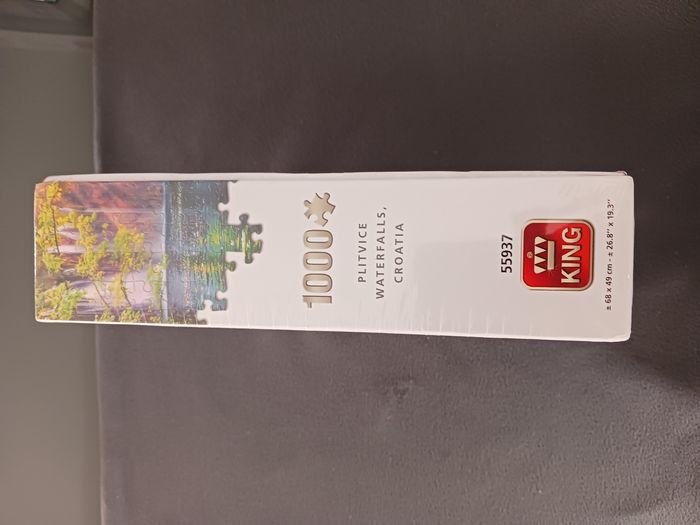 1000
PLITVICE
WATERFALLS,
CROATIA
55937
KING
± 68 x 49 cm - ± 26.8'' x 19.3''